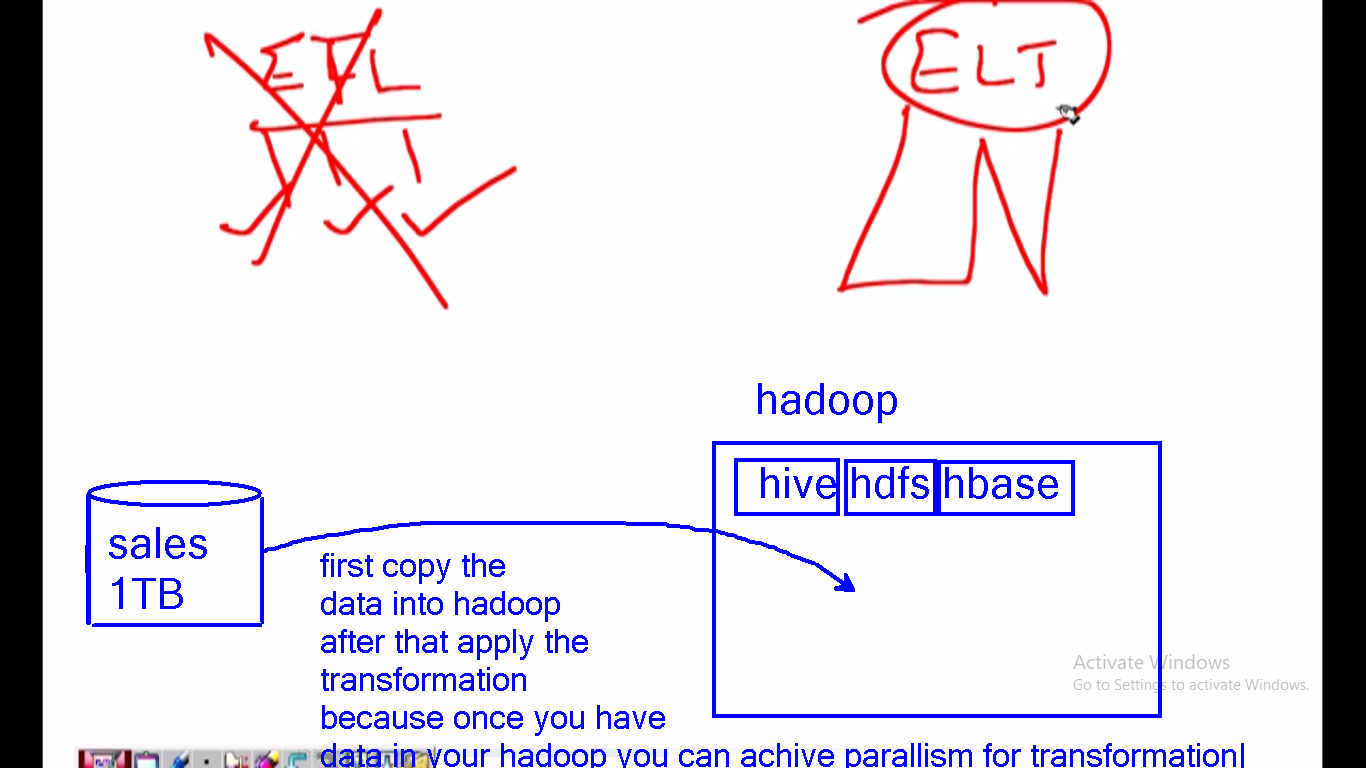 ETL
ELT
hadoop
hive hdfs hbase
sales
1TB
first copy the
data into hadoop
after that apply the
transformation
because once you have
data in your hadoop you can achive parallism for transformation
Activate Windows
Go to Settings to activate Windows.